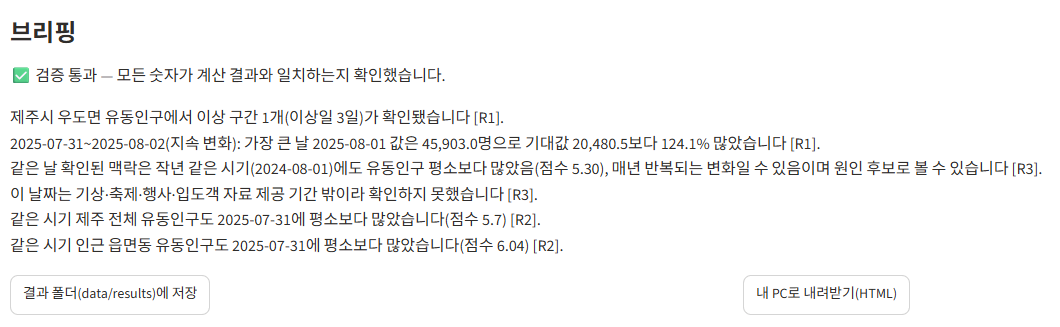 브리핑
✅ 검증 통과 — 모든 숫자가 계산 결과와 일치하는지 확인했습니다.
제주시 우도면 유동인구에서 이상 구간 1개(이상일 3일)가 확인됐습니다 [R1].
2025-07-31~2025-08-02(지속 변화): 가장 큰 날 2025-08-01 값은 45,903.0명으로 기대값 20,480.5보다 124.1% 많았습니다 [R1].
같은 날 확인된 맥락은 작년 같은 시기(2024-08-01)에도 유동인구 평소보다 많았음(점수 5.30), 매년 반복되는 변화일 수 있음이며 원인 후보로 볼 수 있습니다 [R3].
이 날짜는 기상·축제·행사·입도객 자료 제공 기간 밖이라 확인하지 못했습니다 [R3].
같은 시기 제주 전체 유동인구도 2025-07-31에 평소보다 많았습니다(점수 5.7) [R2].
같은 시기 인근 읍면동 유동인구도 2025-07-31에 평소보다 많았습니다(점수 6.04) [R2].
결과 폴더(data/results)에 저장
내 PC로 내려받기(HTML)